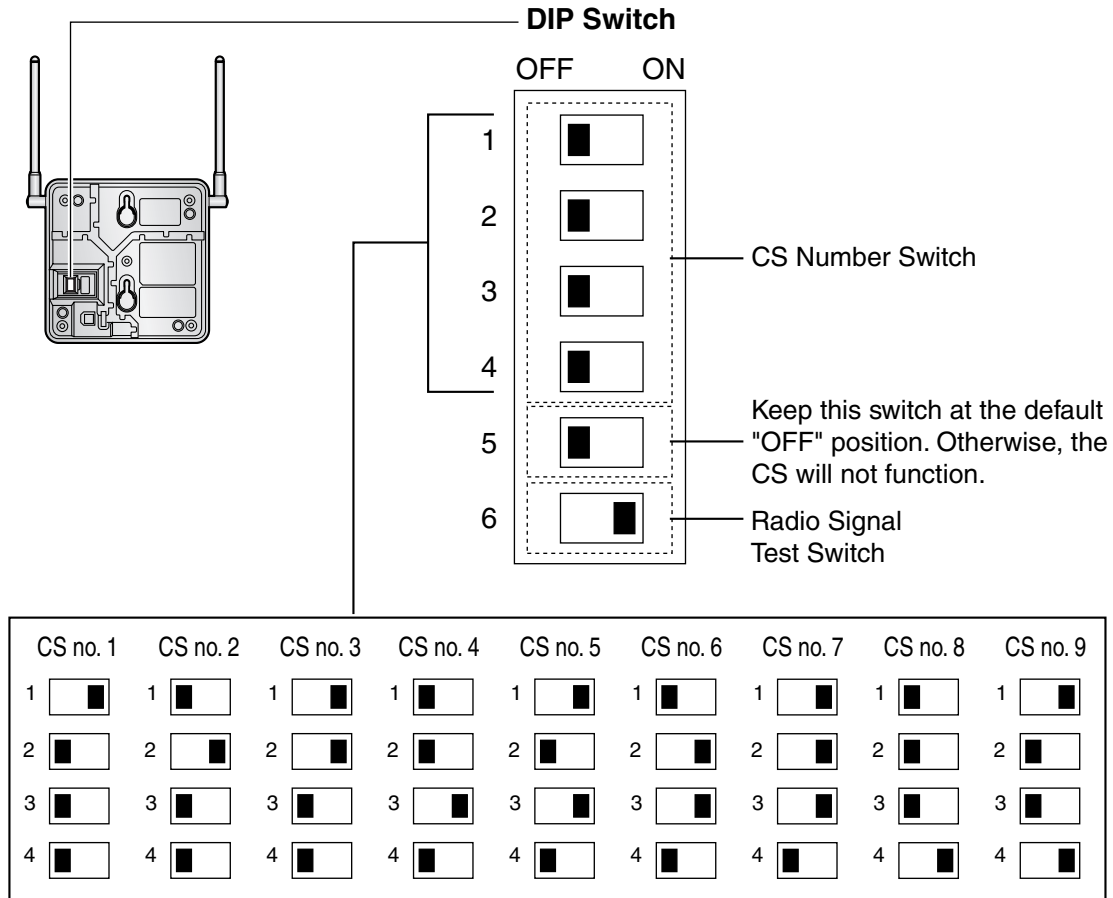 DIP Switch
OFF ON
1
2
3
4
5
6
CS Number Switch
Keep this switch at the default
"OFF" position. Otherwise, the
CS will not function.
Radio Signal
Test Switch
CS no. 1 CS no. 2 CS no. 3 CS no. 4 CS no. 5 CS no. 6 CS no. 7 CS no. 8 CS no. 9
1 1 1 1 1 1 1 1 1
2 2 2 2 2 2 2 2 2
3 3 3 3 3 3 3 3 3
4 4 4 4 4 4 4 4 4